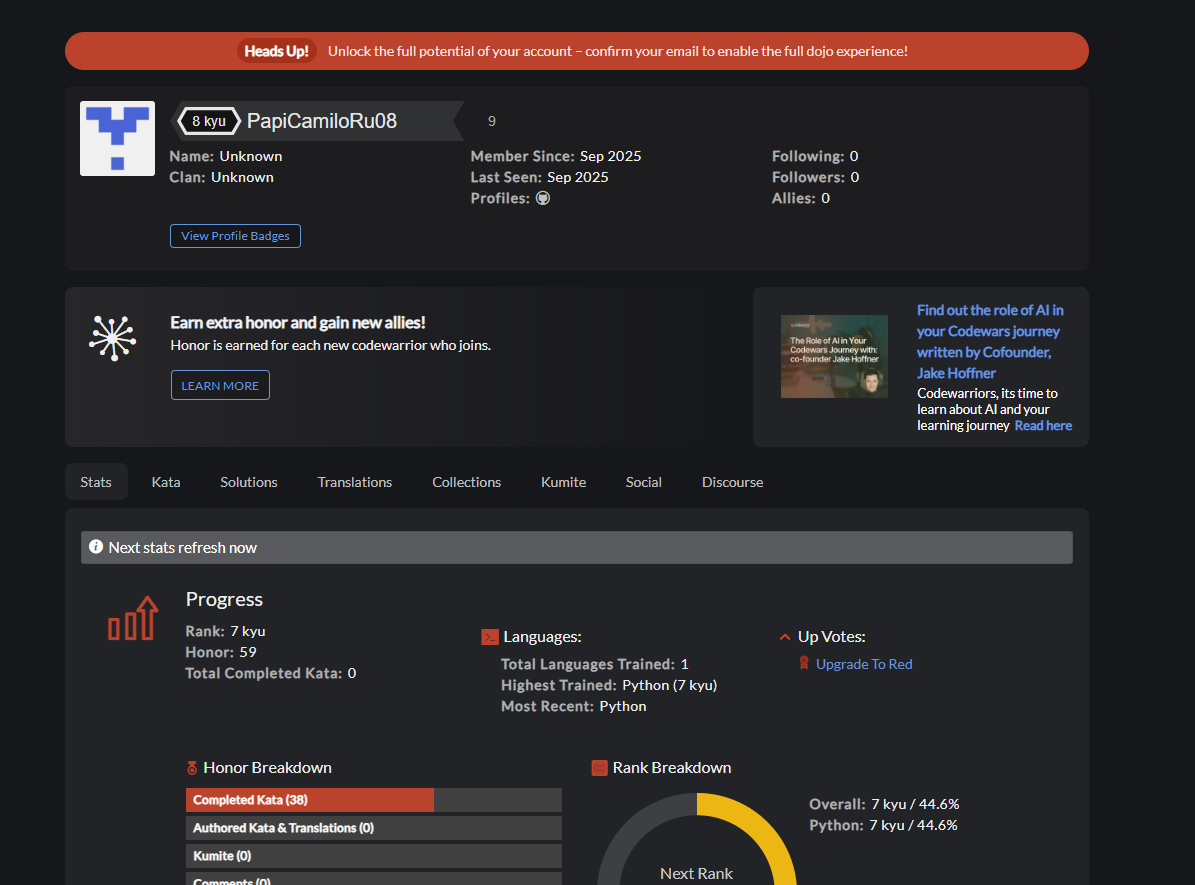 Heads Up! Unlock the full potential of your account – confirm your email to enable the full dojo experience!
8 kyu PapiCamiloRu08 9
Name: Unknown
Clan: Unknown
Member Since: Sep 2025
Last Seen: Sep 2025
Profiles:
Following: 0
Followers: 0
Allies: 0
View Profile Badges
Earn extra honor and gain new allies!
Honor is earned for each new codewarrior who joins.
LEARN MORE
The Role of AI in Your
Codewars Journey with:
co-founder Jake Hoffner
Find out the role of AI in
your Codewars journey
written by Cofounder,
Jake Hoffner
Codewarriors, its time to
learn about AI and your
learning journey Read here
Stats Kata Solutions Translations Collections Kumite Social Discourse
Next stats refresh now
Progress
Rank: 7 kyu
Honor: 59
Total Completed Kata: 0
Languages:
Total Languages Trained: 1
Highest Trained: Python (7 kyu)
Most Recent: Python
Up Votes:
Upgrade To Red
Honor Breakdown
Completed Kata (38)
Authored Kata & Translations (0)
Kumite (0)
Comments (0)
Rank Breakdown
Next Rank
Overall: 7 kyu / 44.6%
Python: 7 kyu / 44.6%